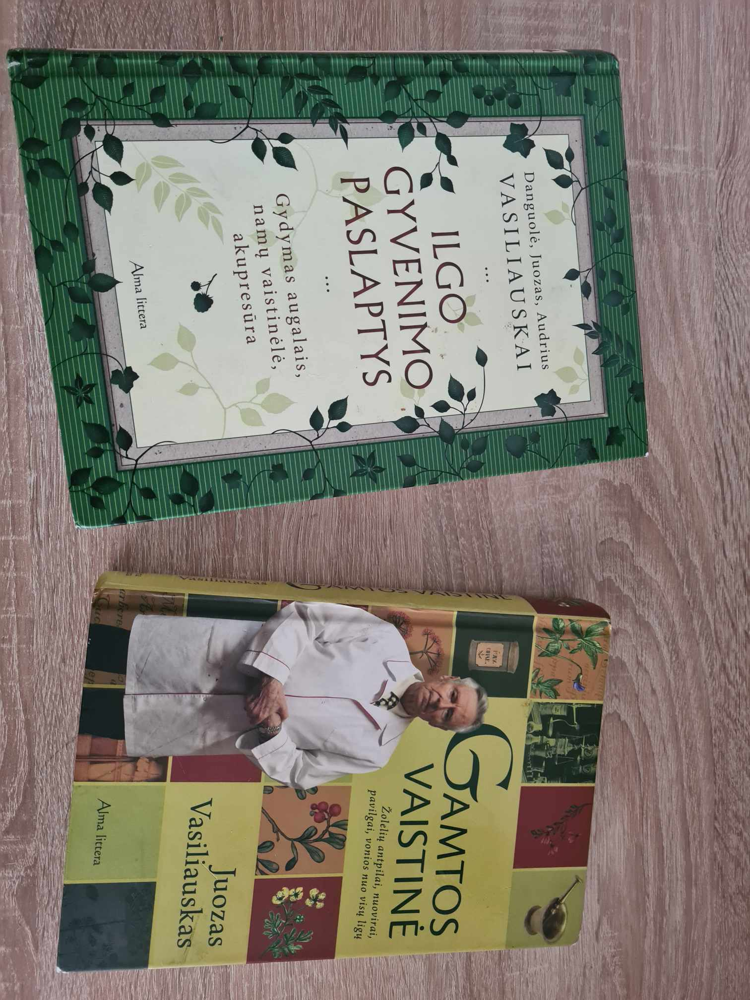 Danguolė, Juozas, Audrius
VASILIAUSKAI
...
ILGO
GYVENIMO
PASLAPTYS
...
Gydymas augalais,
namų vaistinėlė,
akupresūra
Alma littera
Vasiliauskas GAMTOS VAISTINĖ
GAMTOS
VAISTINĖ
Žolelių antpilai, nuovirai,
pavilgai, vonios nuo visų ligų
Juozas
Vasiliauskas
Alma littera